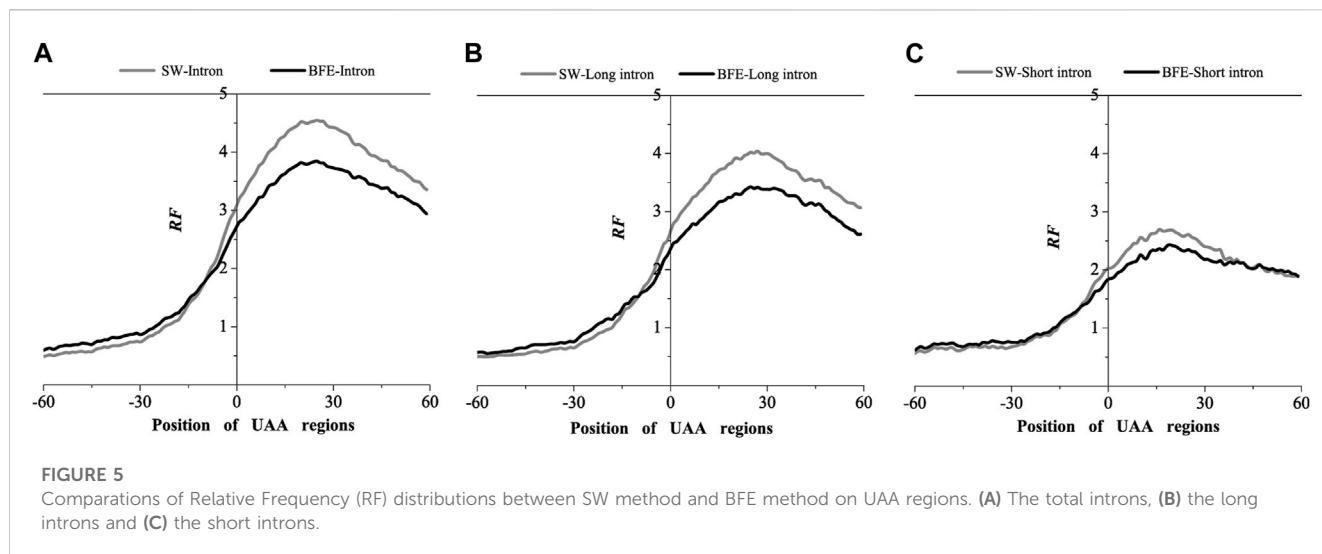 A
SW-Intron BFE-Intron
5
4
3
2
1
RF
-60 -30 0 30 60
Position of UAA regions
B
SW-Long intron BFE-Long intron
5
4
3
2
1
RF
-60 -30 0 30 60
Position of UAA regions
C
SW-Short intron BFE-Short intron
5
4
3
2
1
RF
-60 -30 0 30 60
Position of UAA regions
FIGURE 5
Comparations of Relative Frequency (RF) distributions between SW method and BFE method on UAA regions. (A) The total introns, (B) the long
introns and (C) the short introns.